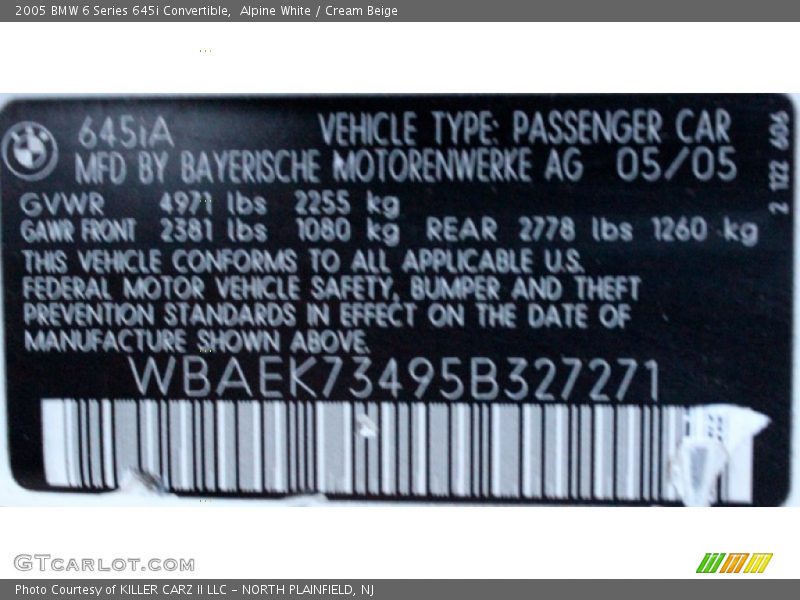 2005 BMW 6 Series 645i Convertible,  Alpine White / Cream Beige
645iA VEHICLE TYPE: PASSENGER CAR
MFD BY BAYERISCHE MOTORENWERKE AG 05/05
GVWR 4971 lbs 2255 kg
GAWR FRONT 2381 lbs 1080 kg REAR 2778 lbs 1260 kg
THIS VEHICLE CONFORMS TO ALL APPLICABLE U.S.
FEDERAL MOTOR VEHICLE SAFETY, BUMPER AND THEFT
PREVENTION STANDARDS IN EFFECT ON THE DATE OF
MANUFACTURE SHOWN ABOVE.
WBAEK73495B327271
2 122 606
GTCARLOT.COM
Photo Courtesy of KILLER CARZ II LLC - NORTH PLAINFIELD, NJ